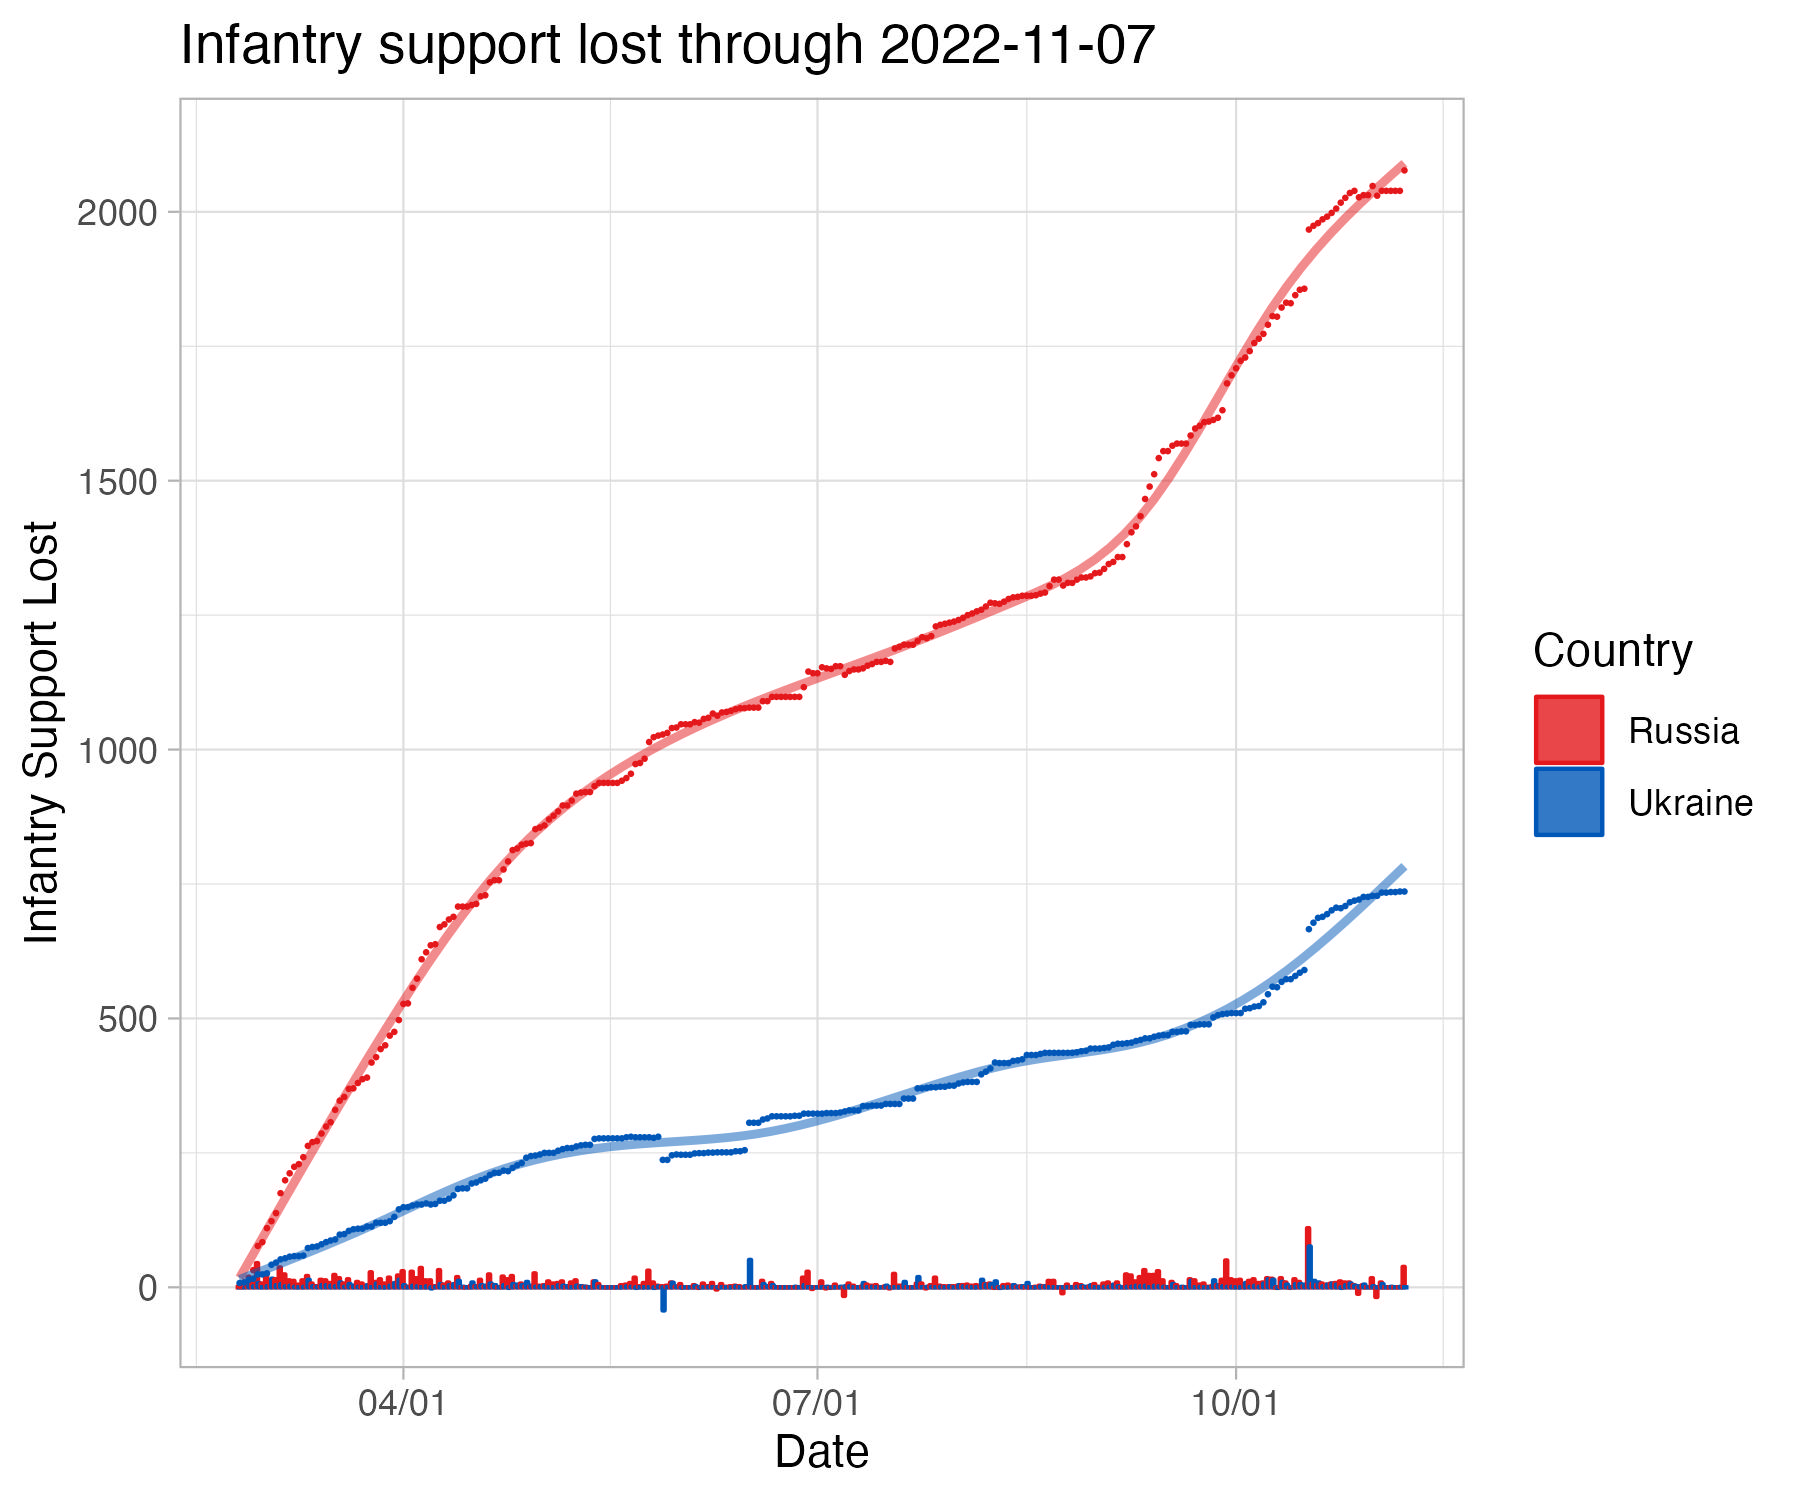 Infantry support lost through 2022-11-07
Infantry Support Lost
2000
1500
1000
500
0
04/01
07/01
10/01
Date
Country
Russia
Ukraine